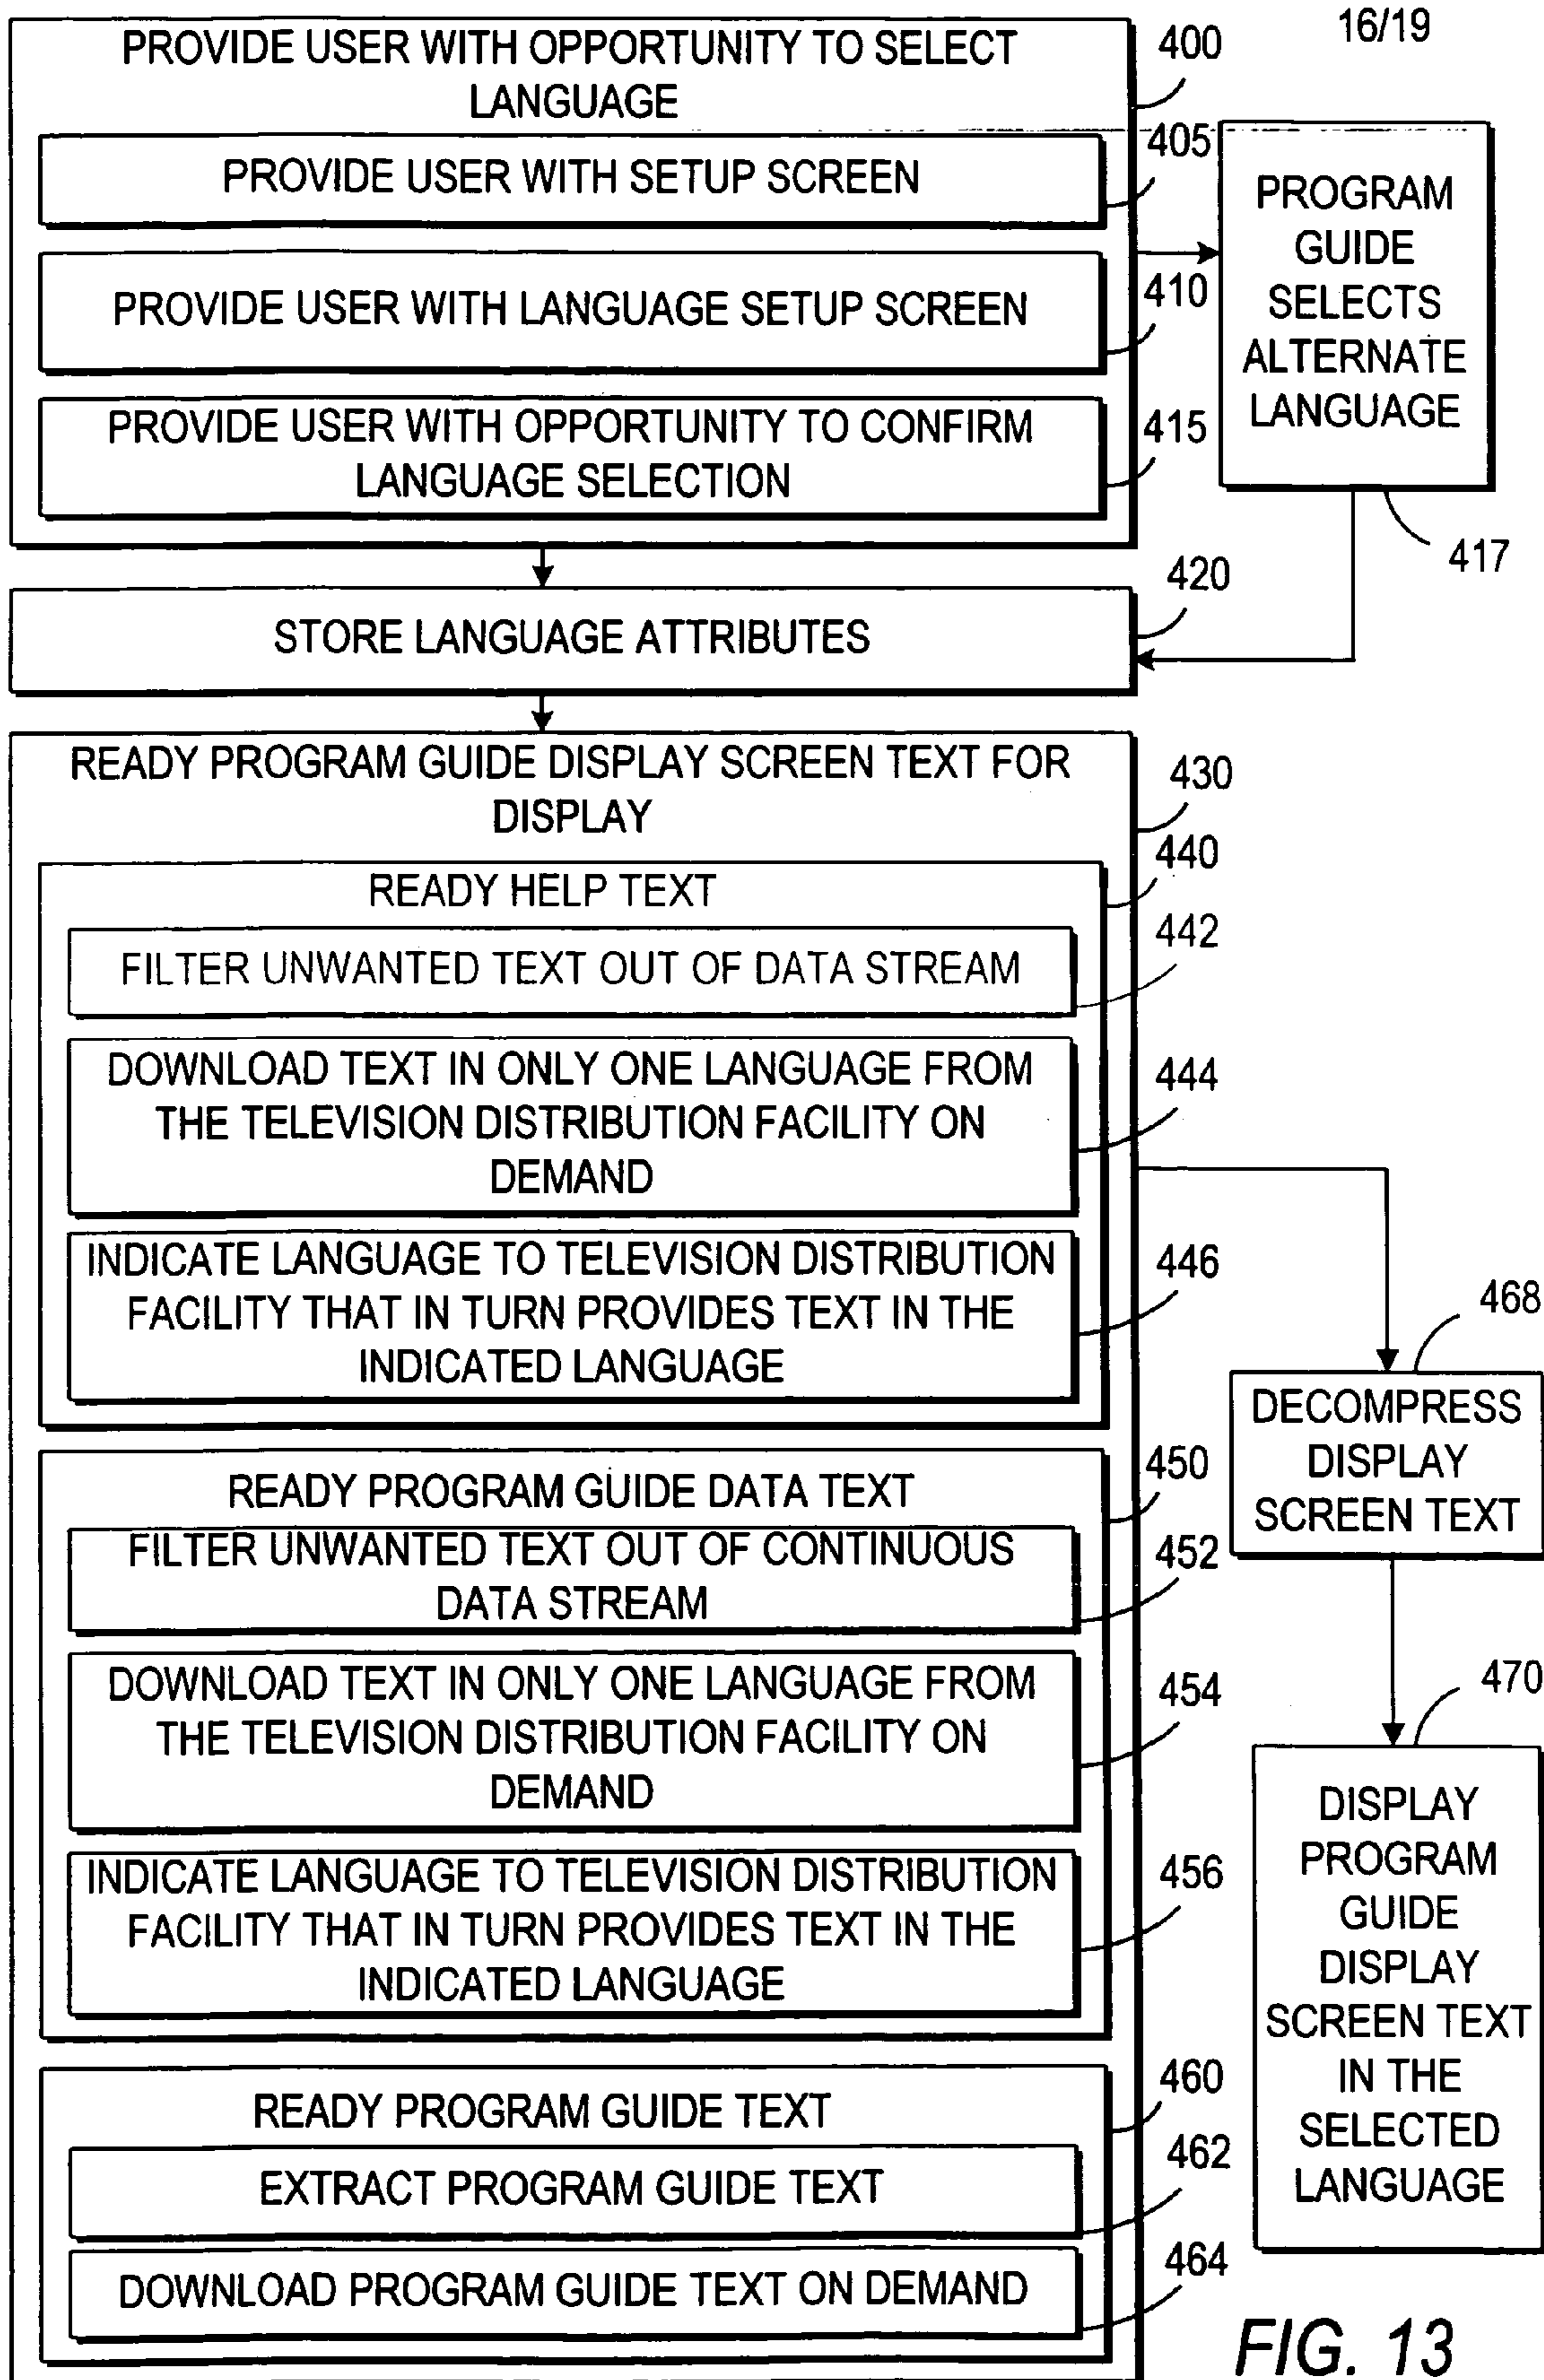 16/19
PROVIDE USER WITH OPPORTUNITY TO SELECT
LANGUAGE
400
PROVIDE USER WITH SETUP SCREEN
405
PROVIDE USER WITH LANGUAGE SETUP SCREEN
410
PROVIDE USER WITH OPPORTUNITY TO CONFIRM
LANGUAGE SELECTION
415
PROGRAM
GUIDE
SELECTS
ALTERNATE
LANGUAGE
417
STORE LANGUAGE ATTRIBUTES
420
READY PROGRAM GUIDE DISPLAY SCREEN TEXT FOR
DISPLAY
430
READY HELP TEXT
440
FILTER UNWANTED TEXT OUT OF DATA STREAM
442
DOWNLOAD TEXT IN ONLY ONE LANGUAGE FROM
THE TELEVISION DISTRIBUTION FACILITY ON
DEMAND
444
INDICATE LANGUAGE TO TELEVISION DISTRIBUTION
FACILITY THAT IN TURN PROVIDES TEXT IN THE
INDICATED LANGUAGE
446
READY PROGRAM GUIDE DATA TEXT
450
FILTER UNWANTED TEXT OUT OF CONTINUOUS
DATA STREAM
452
DOWNLOAD TEXT IN ONLY ONE LANGUAGE FROM
THE TELEVISION DISTRIBUTION FACILITY ON
DEMAND
454
INDICATE LANGUAGE TO TELEVISION DISTRIBUTION
FACILITY THAT IN TURN PROVIDES TEXT IN THE
INDICATED LANGUAGE
456
READY PROGRAM GUIDE TEXT
460
EXTRACT PROGRAM GUIDE TEXT
462
DOWNLOAD PROGRAM GUIDE TEXT ON DEMAND
464
468
DECOMPRESS
DISPLAY
SCREEN TEXT
470
DISPLAY
PROGRAM
GUIDE
DISPLAY
SCREEN TEXT
IN THE
SELECTED
LANGUAGE
FIG. 13